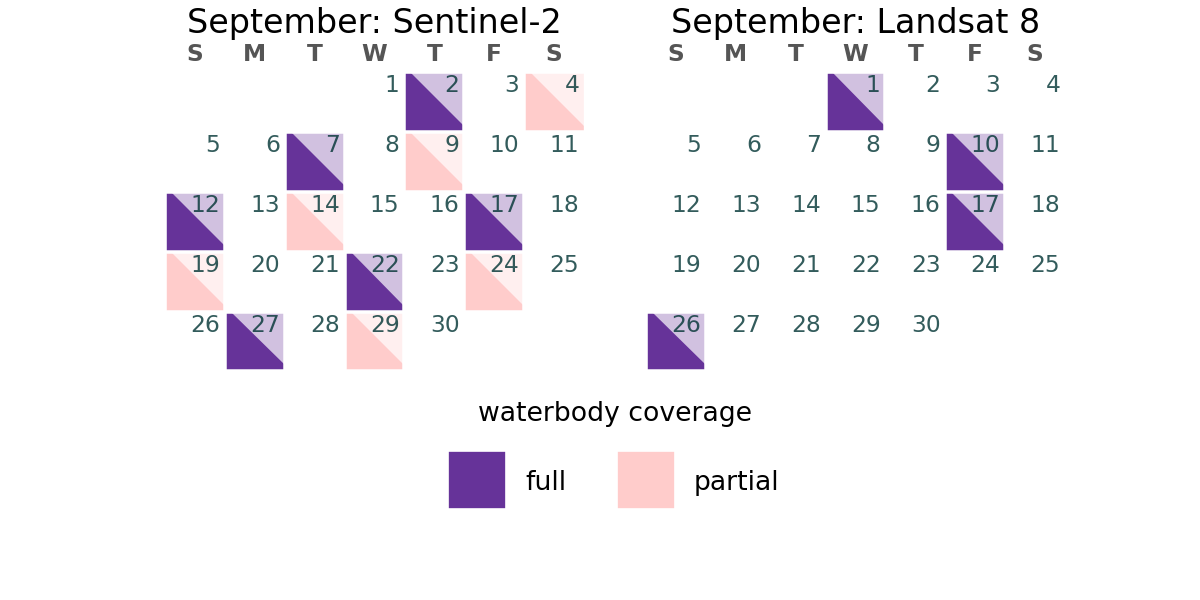 September: Sentinel-2
S M T W T F S
1 2 3 4
5 6 7 8 9 10 11
12 13 14 15 16 17 18
19 20 21 22 23 24 25
26 27 28 29 30
September: Landsat 8
S M T W T F S
1 2 3 4
5 6 7 8 9 10 11
12 13 14 15 16 17 18
19 20 21 22 23 24 25
26 27 28 29 30
waterbody coverage
full
partial